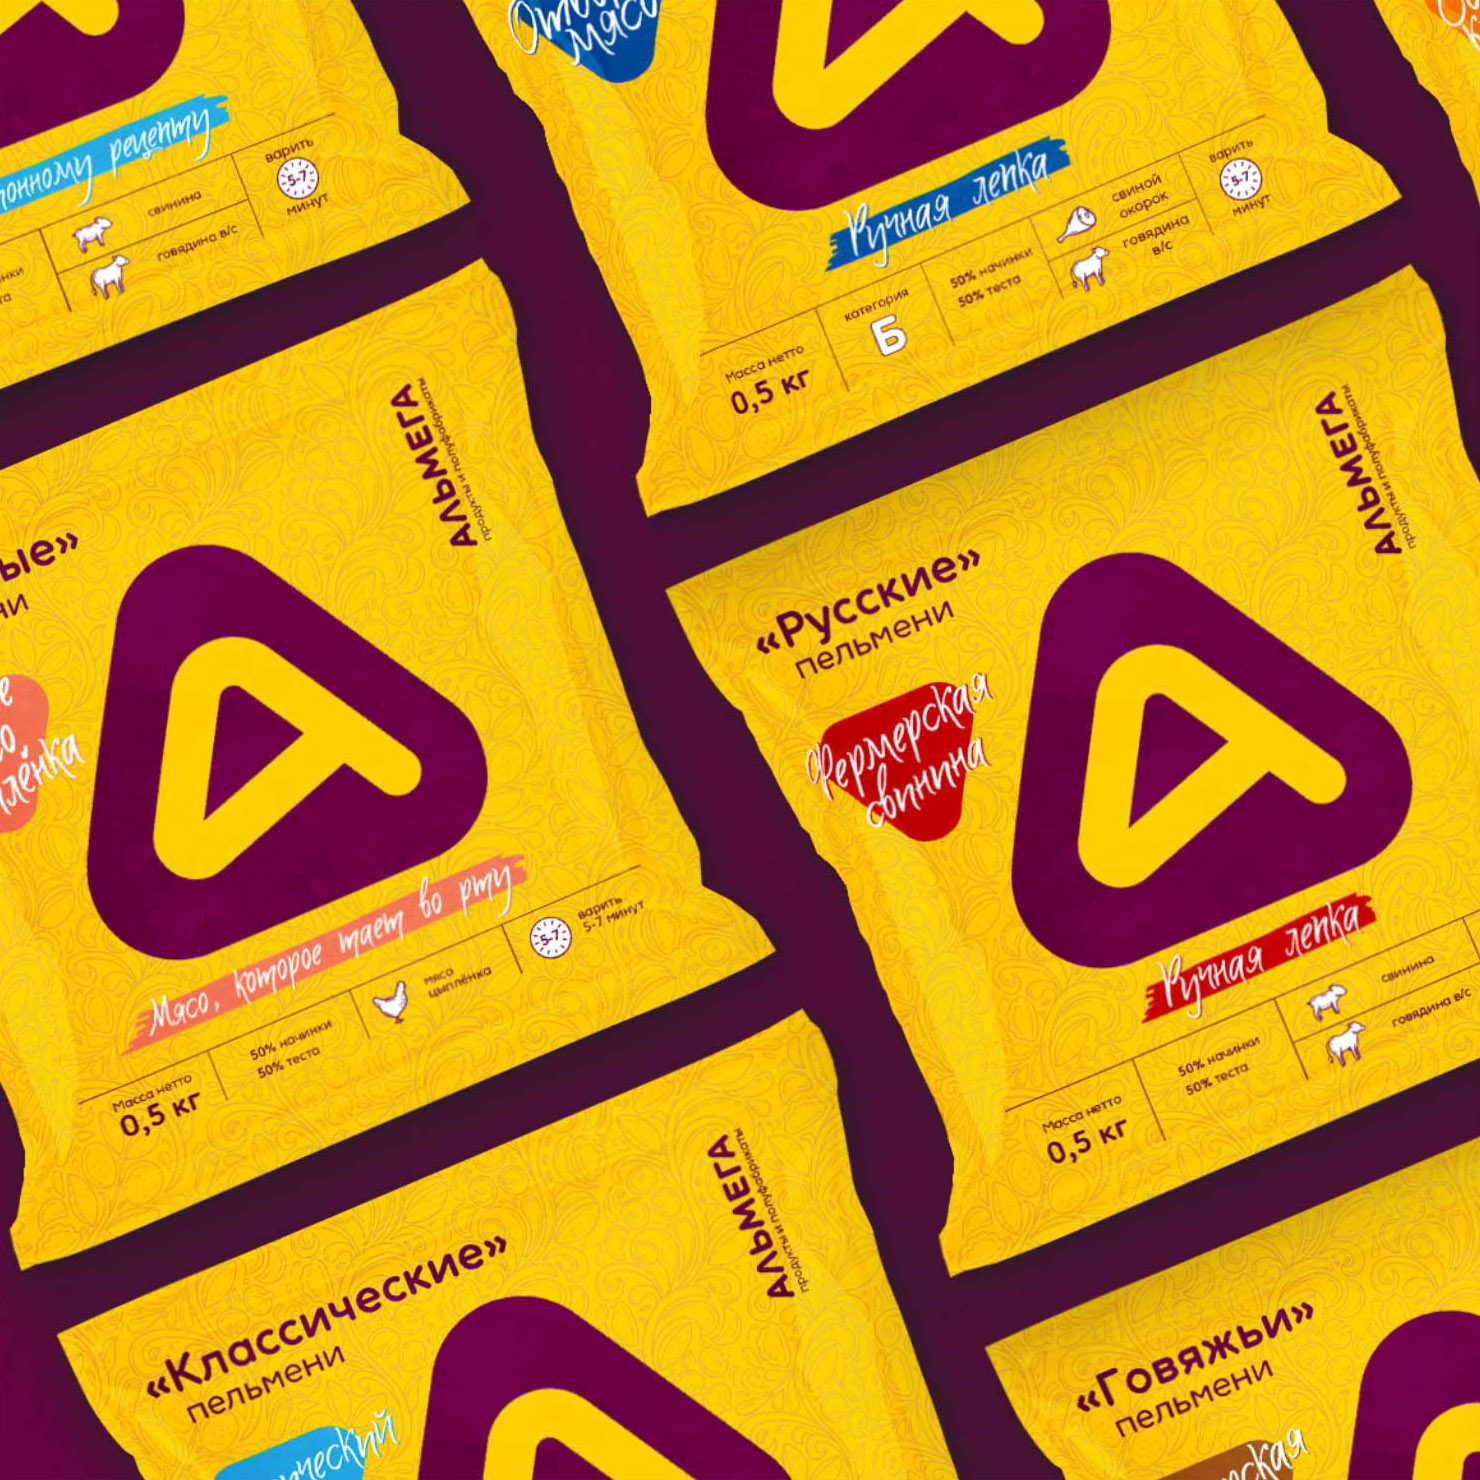 рецепту
свинина
говядина в/с
варить
5-7
минут
мясо
Ручная лепка
Масса нетто
0,5 кг
категория
Б
50% начинки
50% теста
свиной
окорок
говядина
в/с
варить
5-7
минут
АЛЬМЕГА
продукты и полуфабрикаты
Мясо, которое тает во рту
Масса нетто
0,5 кг
50% начинки
50% теста
мясо
цыплёнка
5-7
варить
5-7 минут
«Русские»
пельмени
АЛЬМЕГА
продукты и полуфабрикаты
Фермерская
свинина
Ручная лепка
Масса нетто
0,5 кг
50% начинки
50% теста
свинина
говядина в/с
«Классические»
пельмени
АЛЬМЕГА
продукты и полуфабрикаты
«Говяжьи»
пельмени